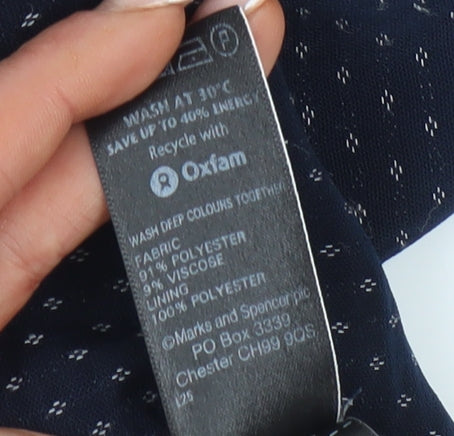 P
WASH AT 30°C
SAVE UP TO 40% ENERGY
Recycle with
Oxfam
WASH DEEP COLOURS TOGETHER
FABRIC
91% POLYESTER
9% VISCOSE
LINING
100% POLYESTER
©Marks and Spencer plc
PO Box 3339,
Chester CH99 9QS
L25